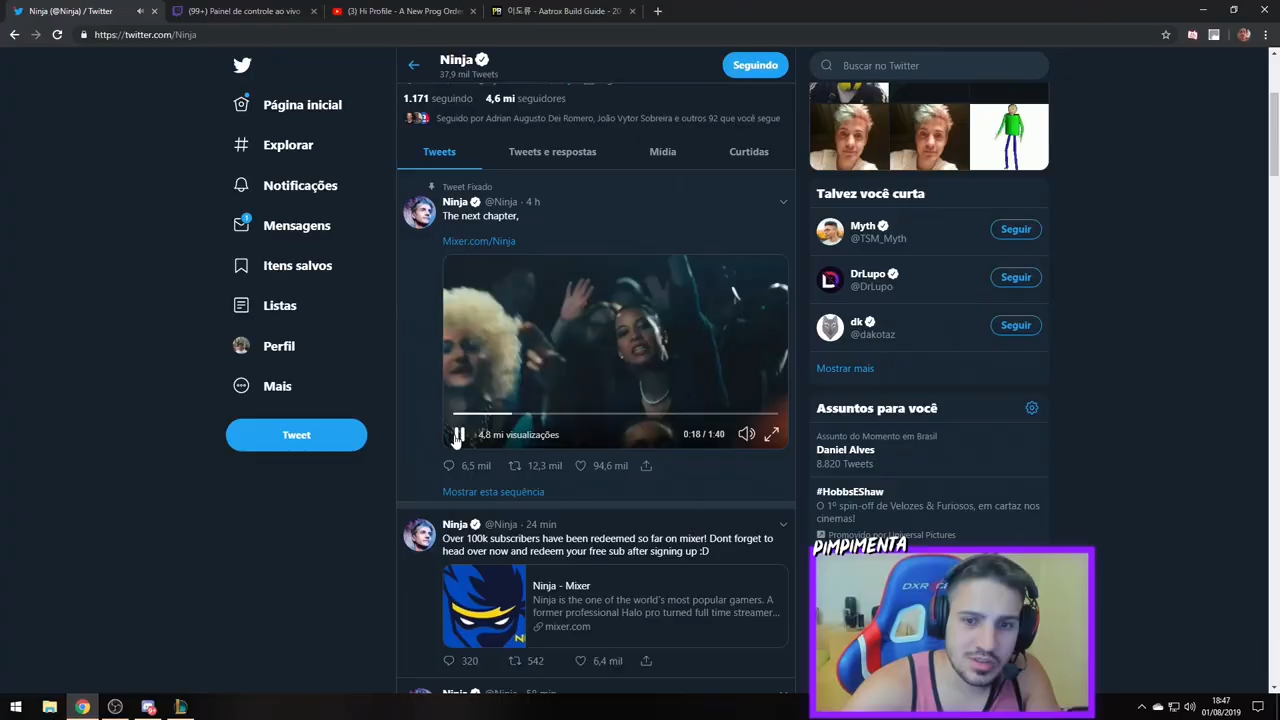 Ninja (@Ninja) / Twitter
(99+) Painel de controle ao vivo
(3) Hi Profile - A New Prog Order
이도류 - Aatrox Build Guide - 20
https://twitter.com/Ninja
Ninja
37,9 mil Tweets
Seguindo
Buscar no Twitter
1.171 seguindo 4,6 mi seguidores
Seguido por Adrian Augusto Dei Romero, João Vytor Sobreira e outros 92 que você segue
Tweets
Tweets e respostas
Mídia
Curtidas
Página inicial
Explorar
Notificações
1
Mensagens
Itens salvos
Listas
Perfil
Mais
Tweet
Tweet Fixado
Ninja @Ninja · 4 h
The next chapter,
Mixer.com/Ninja
4,8 mi visualizações
0:18 / 1:40
6,5 mil 12,3 mil 94,6 mil
Mostrar esta sequência
Ninja @Ninja · 24 min
Over 100k subscribers have been redeemed so far on mixer! Dont forget to
head over now and redeem your free sub after signing up :D
Ninja - Mixer
Ninja is the one of the world's most popular gamers. A
former professional Halo pro turned full time streamer...
mixer.com
320 542 6,4 mil
Ninja @Ninja · 58 min
Talvez você curta
Myth
@TSM_Myth
Seguir
DrLupo
@DrLupo
Seguir
dk
@dakotaz
Seguir
Mostrar mais
Assuntos para você
Assunto do Momento em Brasil
Daniel Alves
8.820 Tweets
#HobbsEShaw
O 1º spin-off de Velozes & Furiosos, em cartaz nos
cinemas!
Promovido por Universal Pictures
PIMPIMENTA
DXR
18:47
01/08/2019